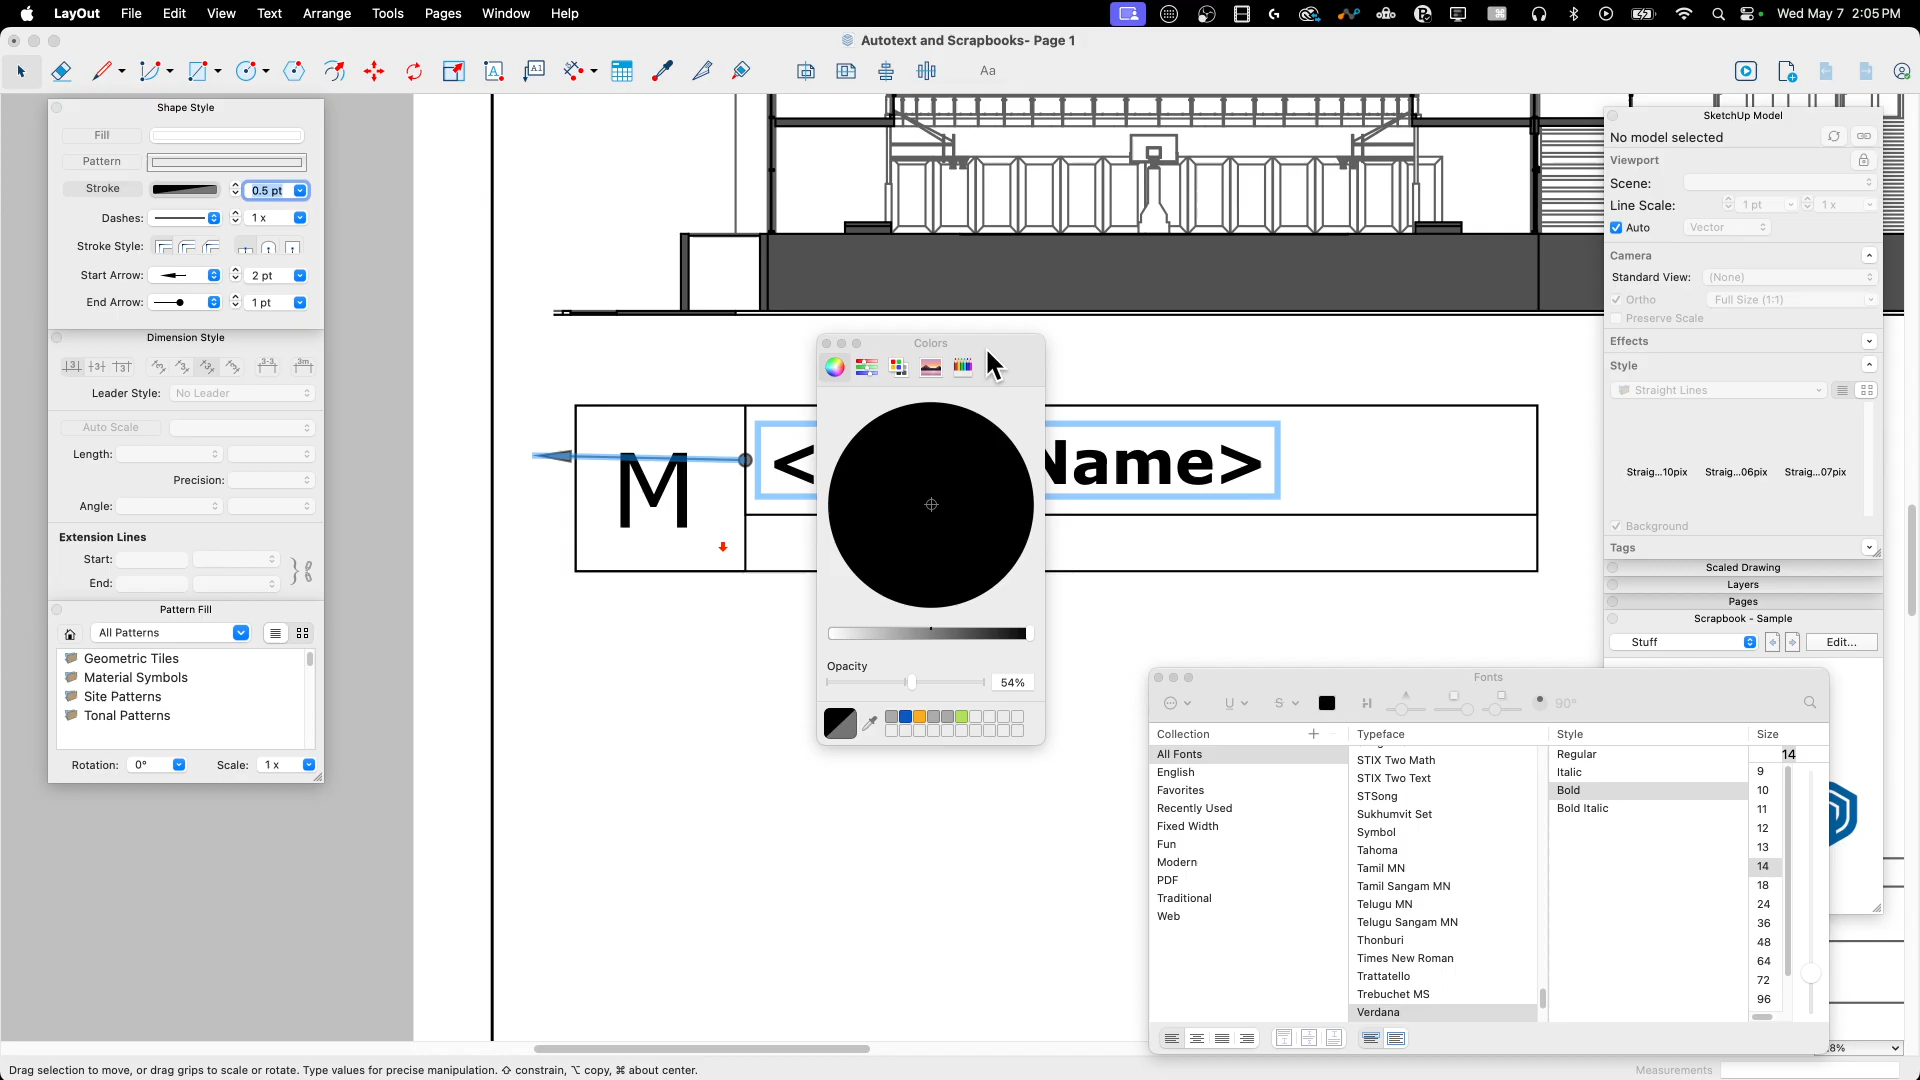 LayOut File Edit View Text Arrange Tools Pages Window Help
Wed May 7 2:05 PM
Autotext and Scrapbooks- Page 1
Aa
Shape Style
Fill
Pattern
Stroke 0.5 pt
Dashes: 1 x
Stroke Style:
Start Arrow: 2 pt
End Arrow: 1 pt
Dimension Style
Leader Style: No Leader
Auto Scale
Length:
Precision:
Angle:
Extension Lines
Start:
End:
Pattern Fill
All Patterns
Geometric Tiles
Material Symbols
Site Patterns
Tonal Patterns
Rotation: 0° Scale: 1 x
M
< Name>
Colors
Opacity
54%
SketchUp Model
No model selected
Viewport
Scene:
Line Scale: 1 pt 1 x
Auto Vector
Camera
Standard View: (None)
Ortho Full Size (1:1)
Preserve Scale
Effects
Style
Straight Lines
Straig...10pix Straig...06pix Straig...07pix
Background
Tags
Scaled Drawing
Layers
Pages
Scrapbook - Sample
Stuff Edit...
Fonts
U S H 90°
Collection + Typeface Style Size
All Fonts
English
Favorites
Recently Used
Fixed Width
Fun
Modern
PDF
Traditional
Web
STIX Two Math
STIX Two Text
STSong
Sukhumvit Set
Symbol
Tahoma
Tamil MN
Tamil Sangam MN
Telugu MN
Telugu Sangam MN
Thonburi
Times New Roman
Trattatello
Trebuchet MS
Verdana
Regular
Italic
Bold
Bold Italic
14
9
10
11
12
13
14
18
24
36
48
64
72
96
8%
Drag selection to move, or drag grips to scale or rotate. Type values for precise manipulation. ⇧ constrain, ⌥ copy, ⌘ about center.
Measurements